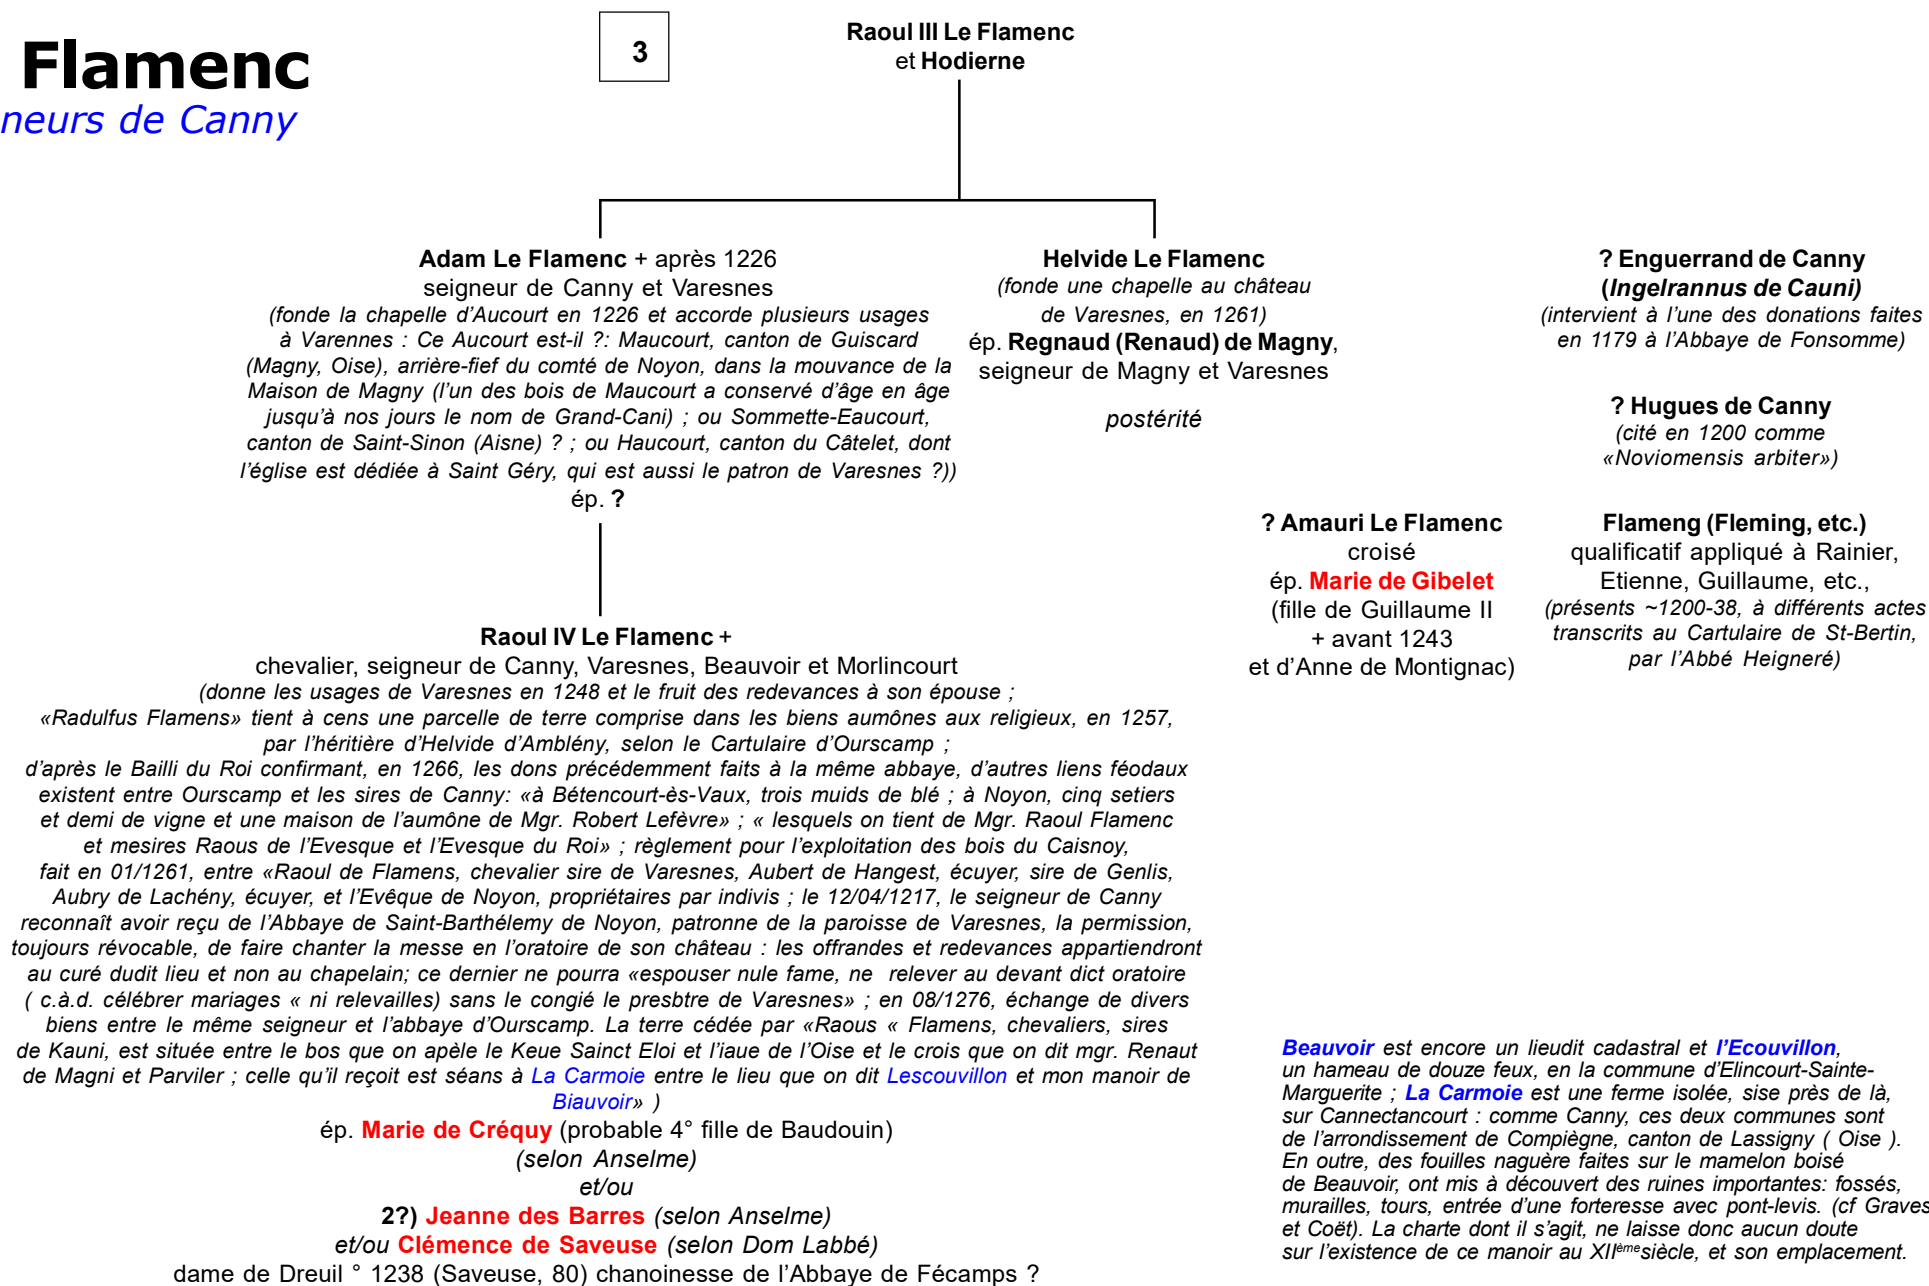 Flamenc
neurs de Canny
3
Raoul III Le Flamenc
et Hodierne
Adam Le Flamenc + après 1226
seigneur de Canny et Varesnes
(fonde la chapelle d'Aucourt en 1226 et accorde plusieurs usages
à Varennes : Ce Aucourt est-il ?: Maucourt, canton de Guiscard
(Magny, Oise), arrière-fief du comté de Noyon, dans la mouvance de la
Maison de Magny (l'un des bois de Maucourt a conservé d'âge en âge
jusqu'à nos jours le nom de Grand-Cani) ; ou Sommette-Eaucourt,
canton de Saint-Sinon (Aisne) ? ; ou Haucourt, canton du Câtelet, dont
l'église est dédiée à Saint Géry, qui est aussi le patron de Varesnes ?))
ép. ?
Helvide Le Flamenc
(fonde une chapelle au château
de Varesnes, en 1261)
ép. Regnaud (Renaud) de Magny,
seigneur de Magny et Varesnes
postérité
? Enguerrand de Canny
(Ingelrannus de Cauni)
(intervient à l'une des donations faites
en 1179 à l'Abbaye de Fonsomme)
? Hugues de Canny
(cité en 1200 comme
«Noviomensis arbiter»)
? Amauri Le Flamenc
croisé
ép. Marie de Gibelet
(fille de Guillaume II
+ avant 1243
et d'Anne de Montignac)
Flameng (Fleming, etc.)
qualificatif appliqué à Rainier,
Etienne, Guillaume, etc.,
(présents ~1200-38, à différents actes
transcrits au Cartulaire de St-Bertin,
par l'Abbé Heigneré)
Raoul IV Le Flamenc +
chevalier, seigneur de Canny, Varesnes, Beauvoir et Morlincourt
(donne les usages de Varesnes en 1248 et le fruit des redevances à son épouse ;
«Radulfus Flamens» tient à cens une parcelle de terre comprise dans les biens aumônes aux religieux, en 1257,
par l'héritière d'Helvide d'Amblény, selon le Cartulaire d'Ourscamp ;
d'après le Bailli du Roi confirmant, en 1266, les dons précédemment faits à la même abbaye, d'autres liens féodaux
existent entre Ourscamp et les sires de Canny: «à Bétencourt-ès-Vaux, trois muids de blé ; à Noyon, cinq setiers
et demi de vigne et une maison de l'aumône de Mgr. Robert Lefèvre» ; « lesquels on tient de Mgr. Raoul Flamenc
et mesires Raous de l'Evesque et l'Evesque du Roi» ; règlement pour l'exploitation des bois du Caisnoy,
fait en 01/1261, entre «Raoul de Flamens, chevalier sire de Varesnes, Aubert de Hangest, écuyer, sire de Genlis,
Aubry de Lachény, écuyer, et l'Evêque de Noyon, propriétaires par indivis ; le 12/04/1217, le seigneur de Canny
reconnaît avoir reçu de l'Abbaye de Saint-Barthélemy de Noyon, patronne de la paroisse de Varesnes, la permission,
toujours révocable, de faire chanter la messe en l'oratoire de son château : les offrandes et redevances appartiendront
au curé dudit lieu et non au chapelain; ce dernier ne pourra «espouser nule fame, ne relever au devant dict oratoire
( c.à.d. célébrer mariages « ni relevailles) sans le congié le presbtre de Varesnes» ; en 08/1276, échange de divers
biens entre le même seigneur et l'abbaye d'Ourscamp. La terre cédée par «Raous « Flamens, chevaliers, sires
de Kauni, est située entre le bos que on apèle le Keue Sainct Eloi et l'iaue de l'Oise et le crois que on dit mgr. Renaut
de Magni et Parviler ; celle qu'il reçoit est séans à La Carmoie entre le lieu que on dit Lescouvillon et mon manoir de
Biauvoir» )
ép. Marie de Créquy (probable 4° fille de Baudouin)
(selon Anselme)
et/ou
2?) Jeanne des Barres (selon Anselme)
et/ou Clémence de Saveuse (selon Dom Labbé)
dame de Dreuil ° 1238 (Saveuse, 80) chanoinesse de l'Abbaye de Fécamps ?
Beauvoir est encore un lieudit cadastral et l'Ecouvillon,
un hameau de douze feux, en la commune d'Elincourt-Sainte-
Marguerite ; La Carmoie est une ferme isolée, sise près de là,
sur Cannectancourt : comme Canny, ces deux communes sont
de l'arrondissement de Compiègne, canton de Lassigny ( Oise ).
En outre, des fouilles naguère faites sur le mamelon boisé
de Beauvoir, ont mis à découvert des ruines importantes: fossés,
murailles, tours, entrée d'une forteresse avec pont-levis. (cf Graves
et Coët). La charte dont il s'agit, ne laisse donc aucun doute
sur l'existence de ce manoir au XIIème siècle, et son emplacement.